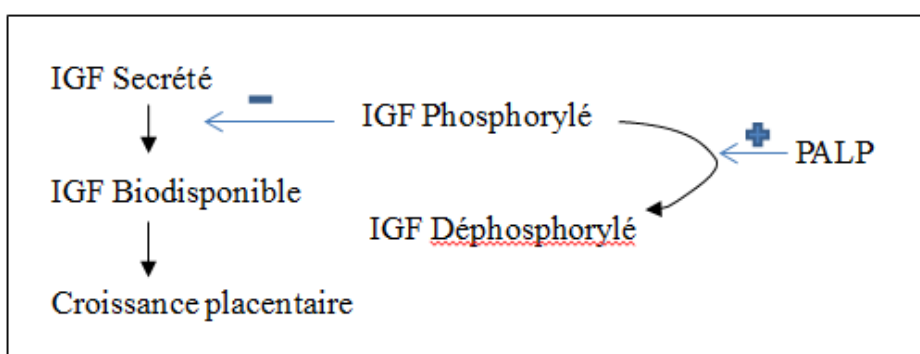 IGF Secrété
IGF Phosphorylé
PALP
IGF Biodisponible
IGF Déphosphorylé
Croissance placentaire